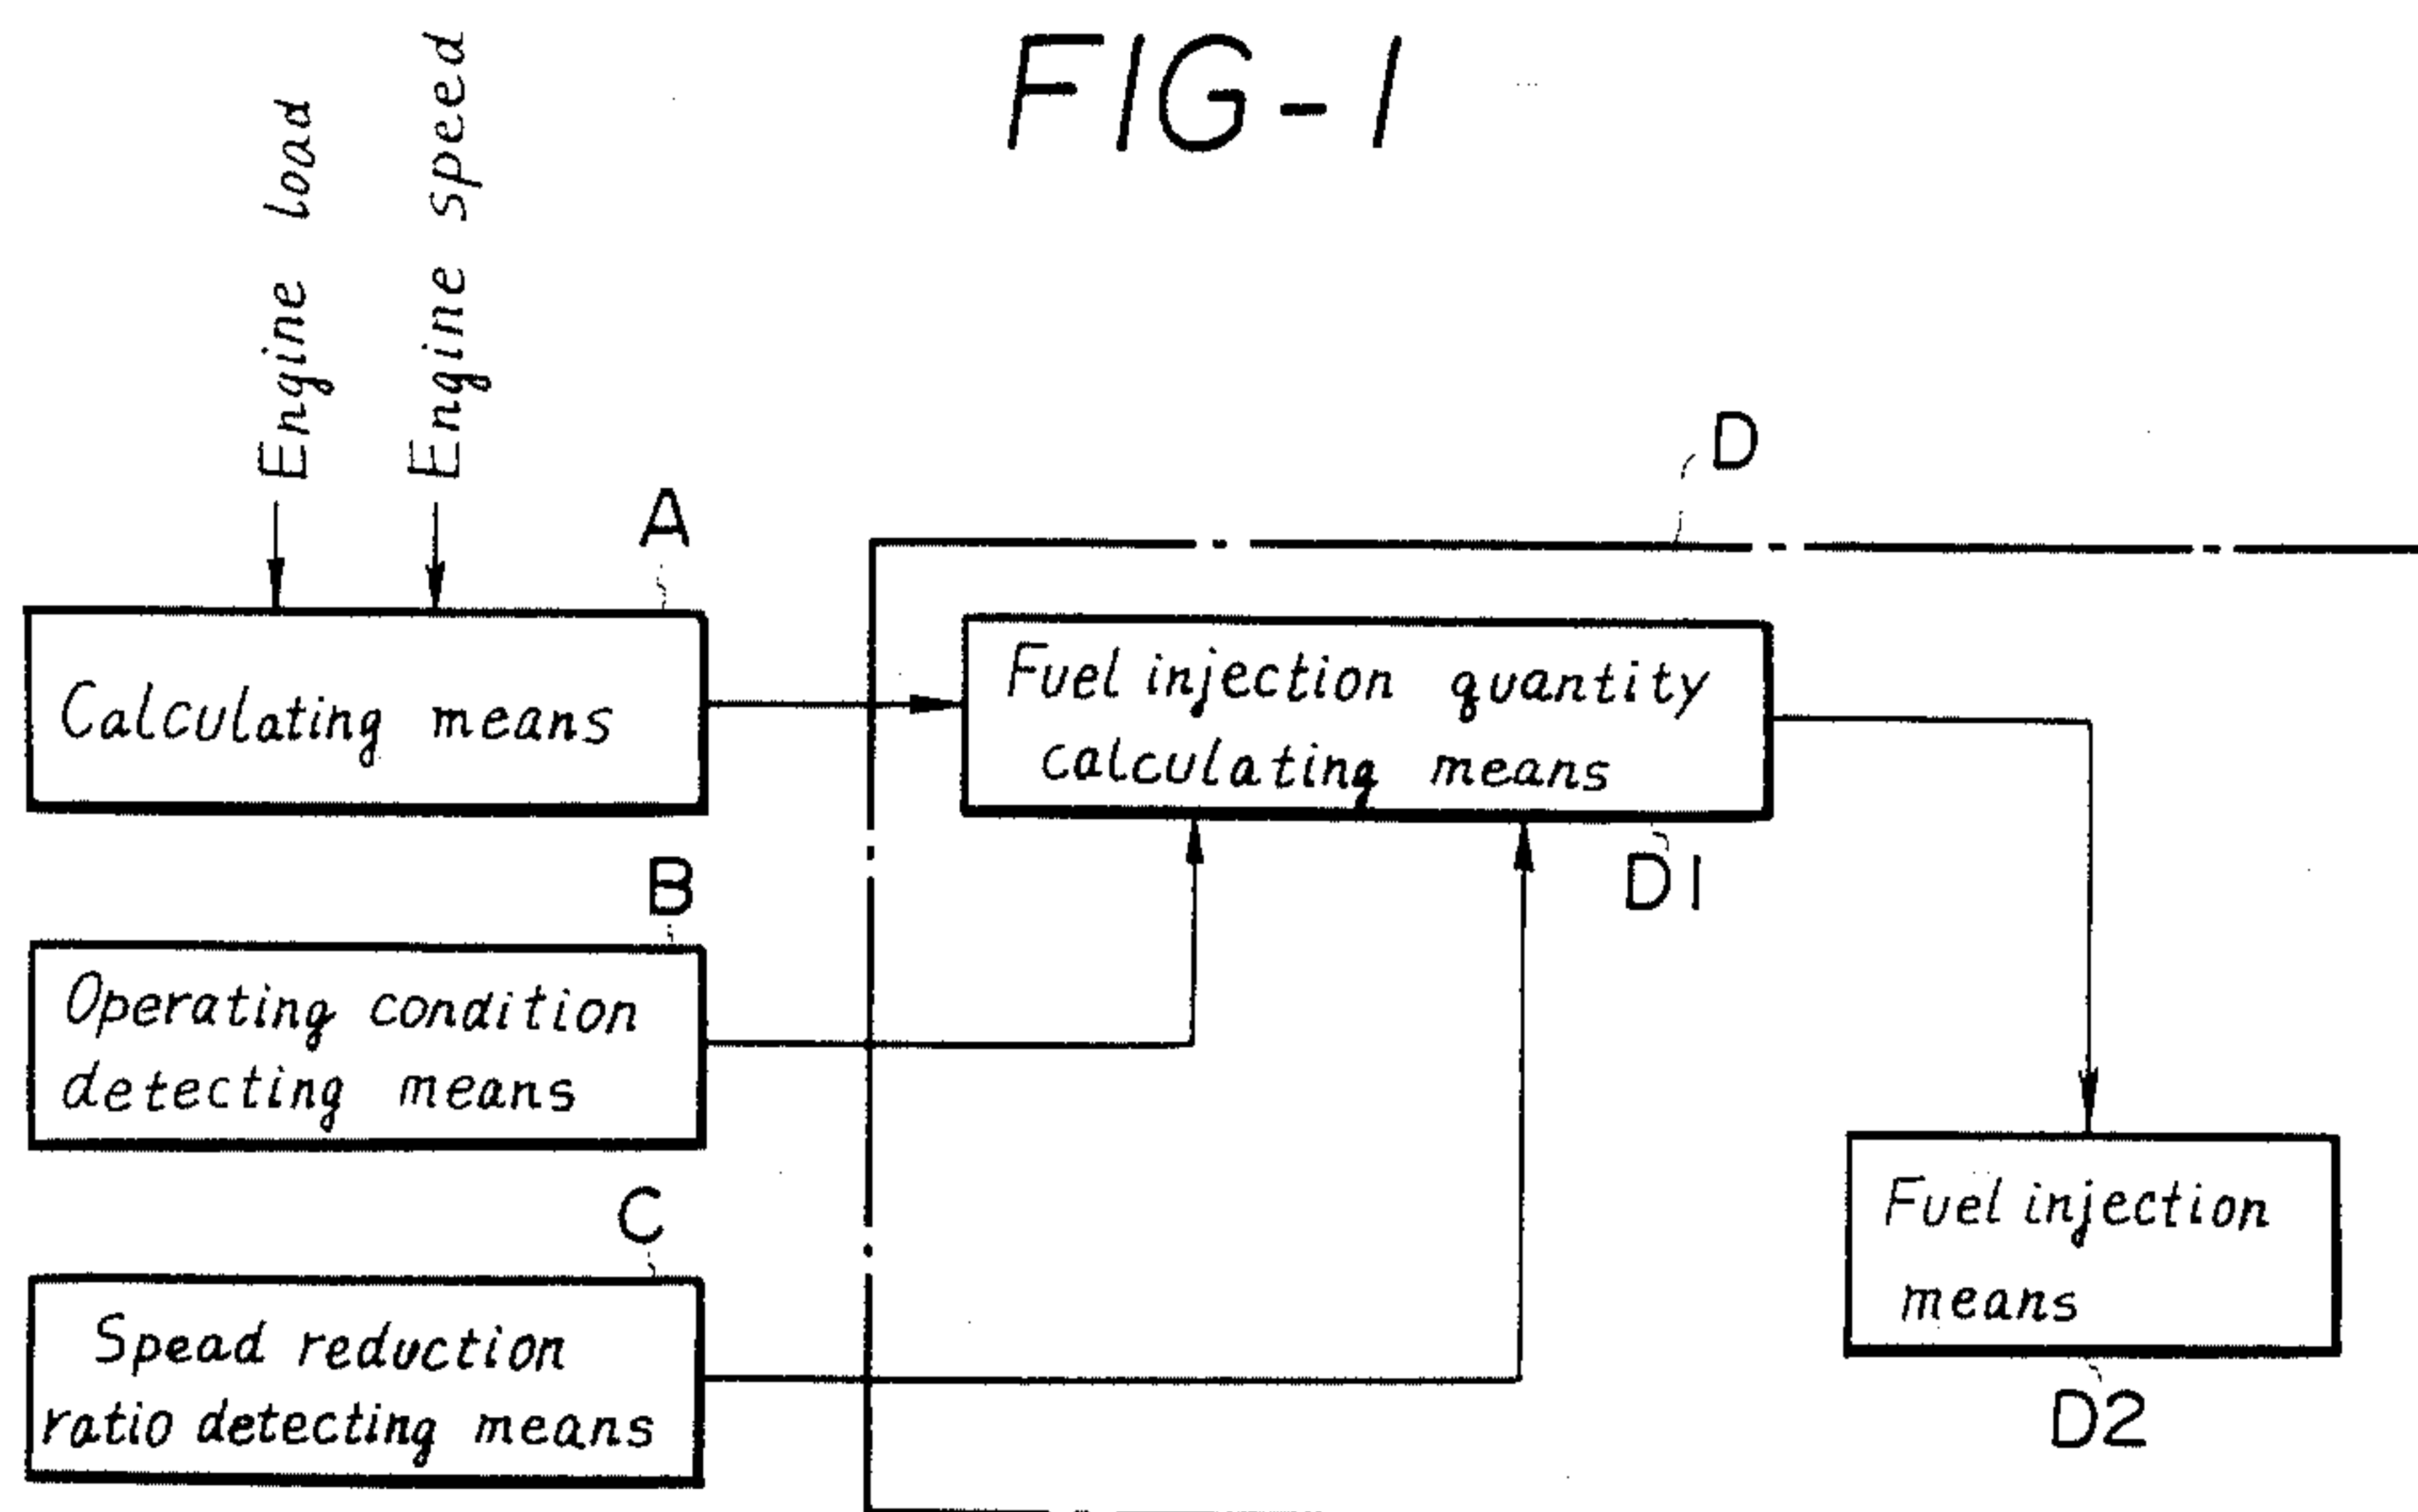 FIG-1
Engine load
Engine speed
A
Calculating means
D
Fuel injection quantity
calculating means
D1
B
Operating condition
detecting means
C
Spead reduction
ratio detecting means
Fuel injection
means
D2